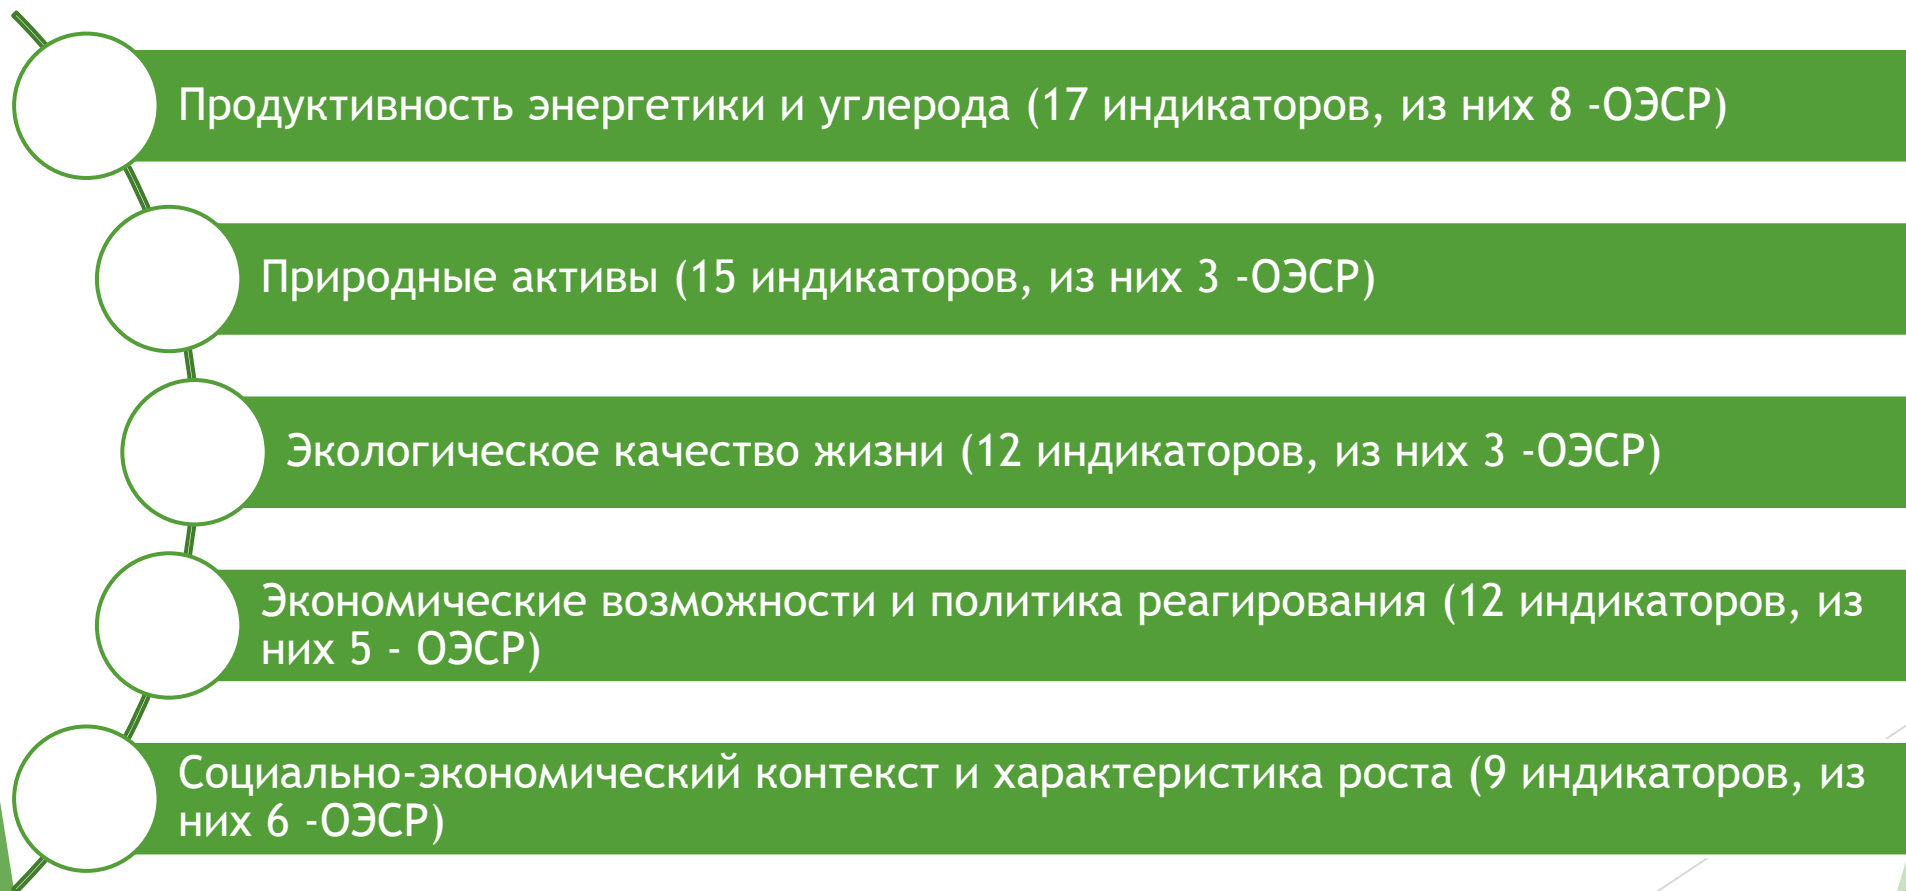 Продуктивность энергетики и углерода (17 индикаторов, из них 8 -ОЭСР)
Природные активы (15 индикаторов, из них 3 -ОЭСР)
Экологическое качество жизни (12 индикаторов, из них 3 -ОЭСР)
Экономические возможности и политика реагирования (12 индикаторов, из
них 5 - ОЭСР)
Социально-экономический контекст и характеристика роста (9 индикаторов, из
них 6 -ОЭСР)